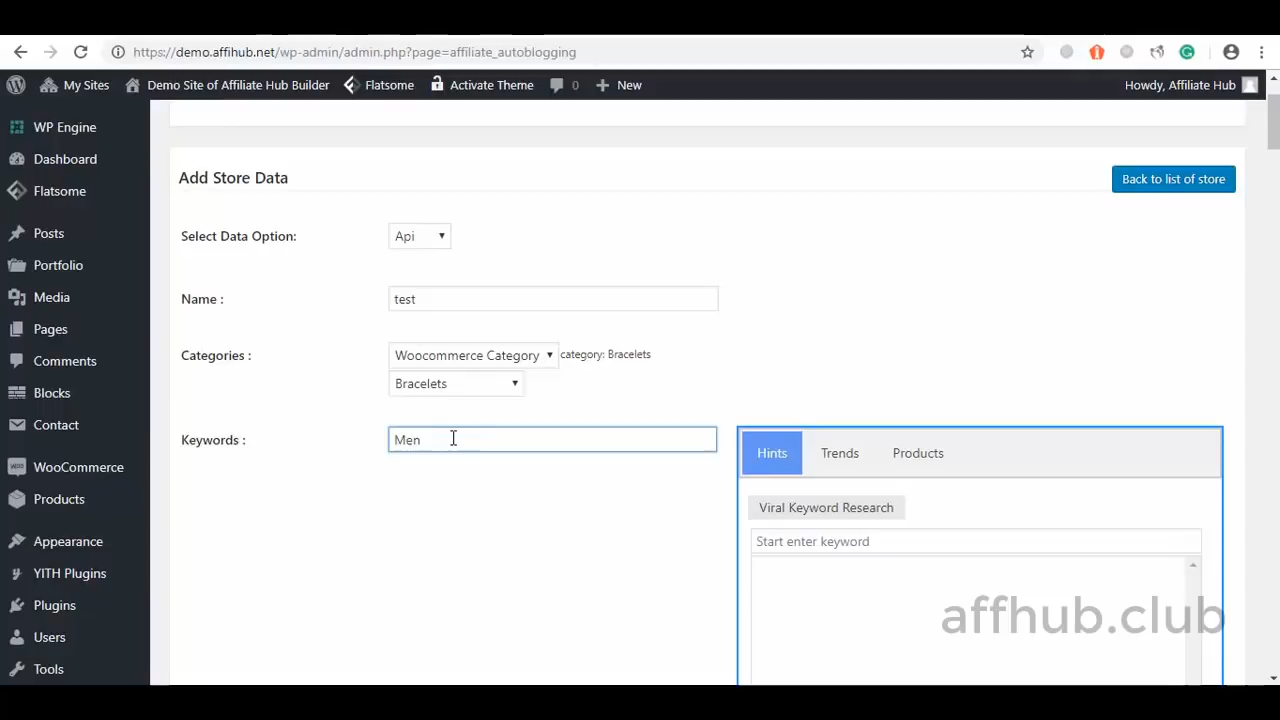 https://demo.affihub.net/wp-admin/admin.php?page=affiliate_autoblogging
My Sites Demo Site of Affiliate Hub Builder Flatsome Activate Theme 0 New Howdy, Affiliate Hub
WP Engine
Dashboard
Flatsome
Posts
Portfolio
Media
Pages
Comments
Blocks
Contact
WooCommerce
Products
Appearance
YITH Plugins
Plugins
Users
Tools
Add Store Data
Back to list of store
Select Data Option: Api
Name : test
Categories : Woocommerce Category category: Bracelets
Bracelets
Keywords : Men
Hints Trends Products
Viral Keyword Research
Start enter keyword
affhub.club